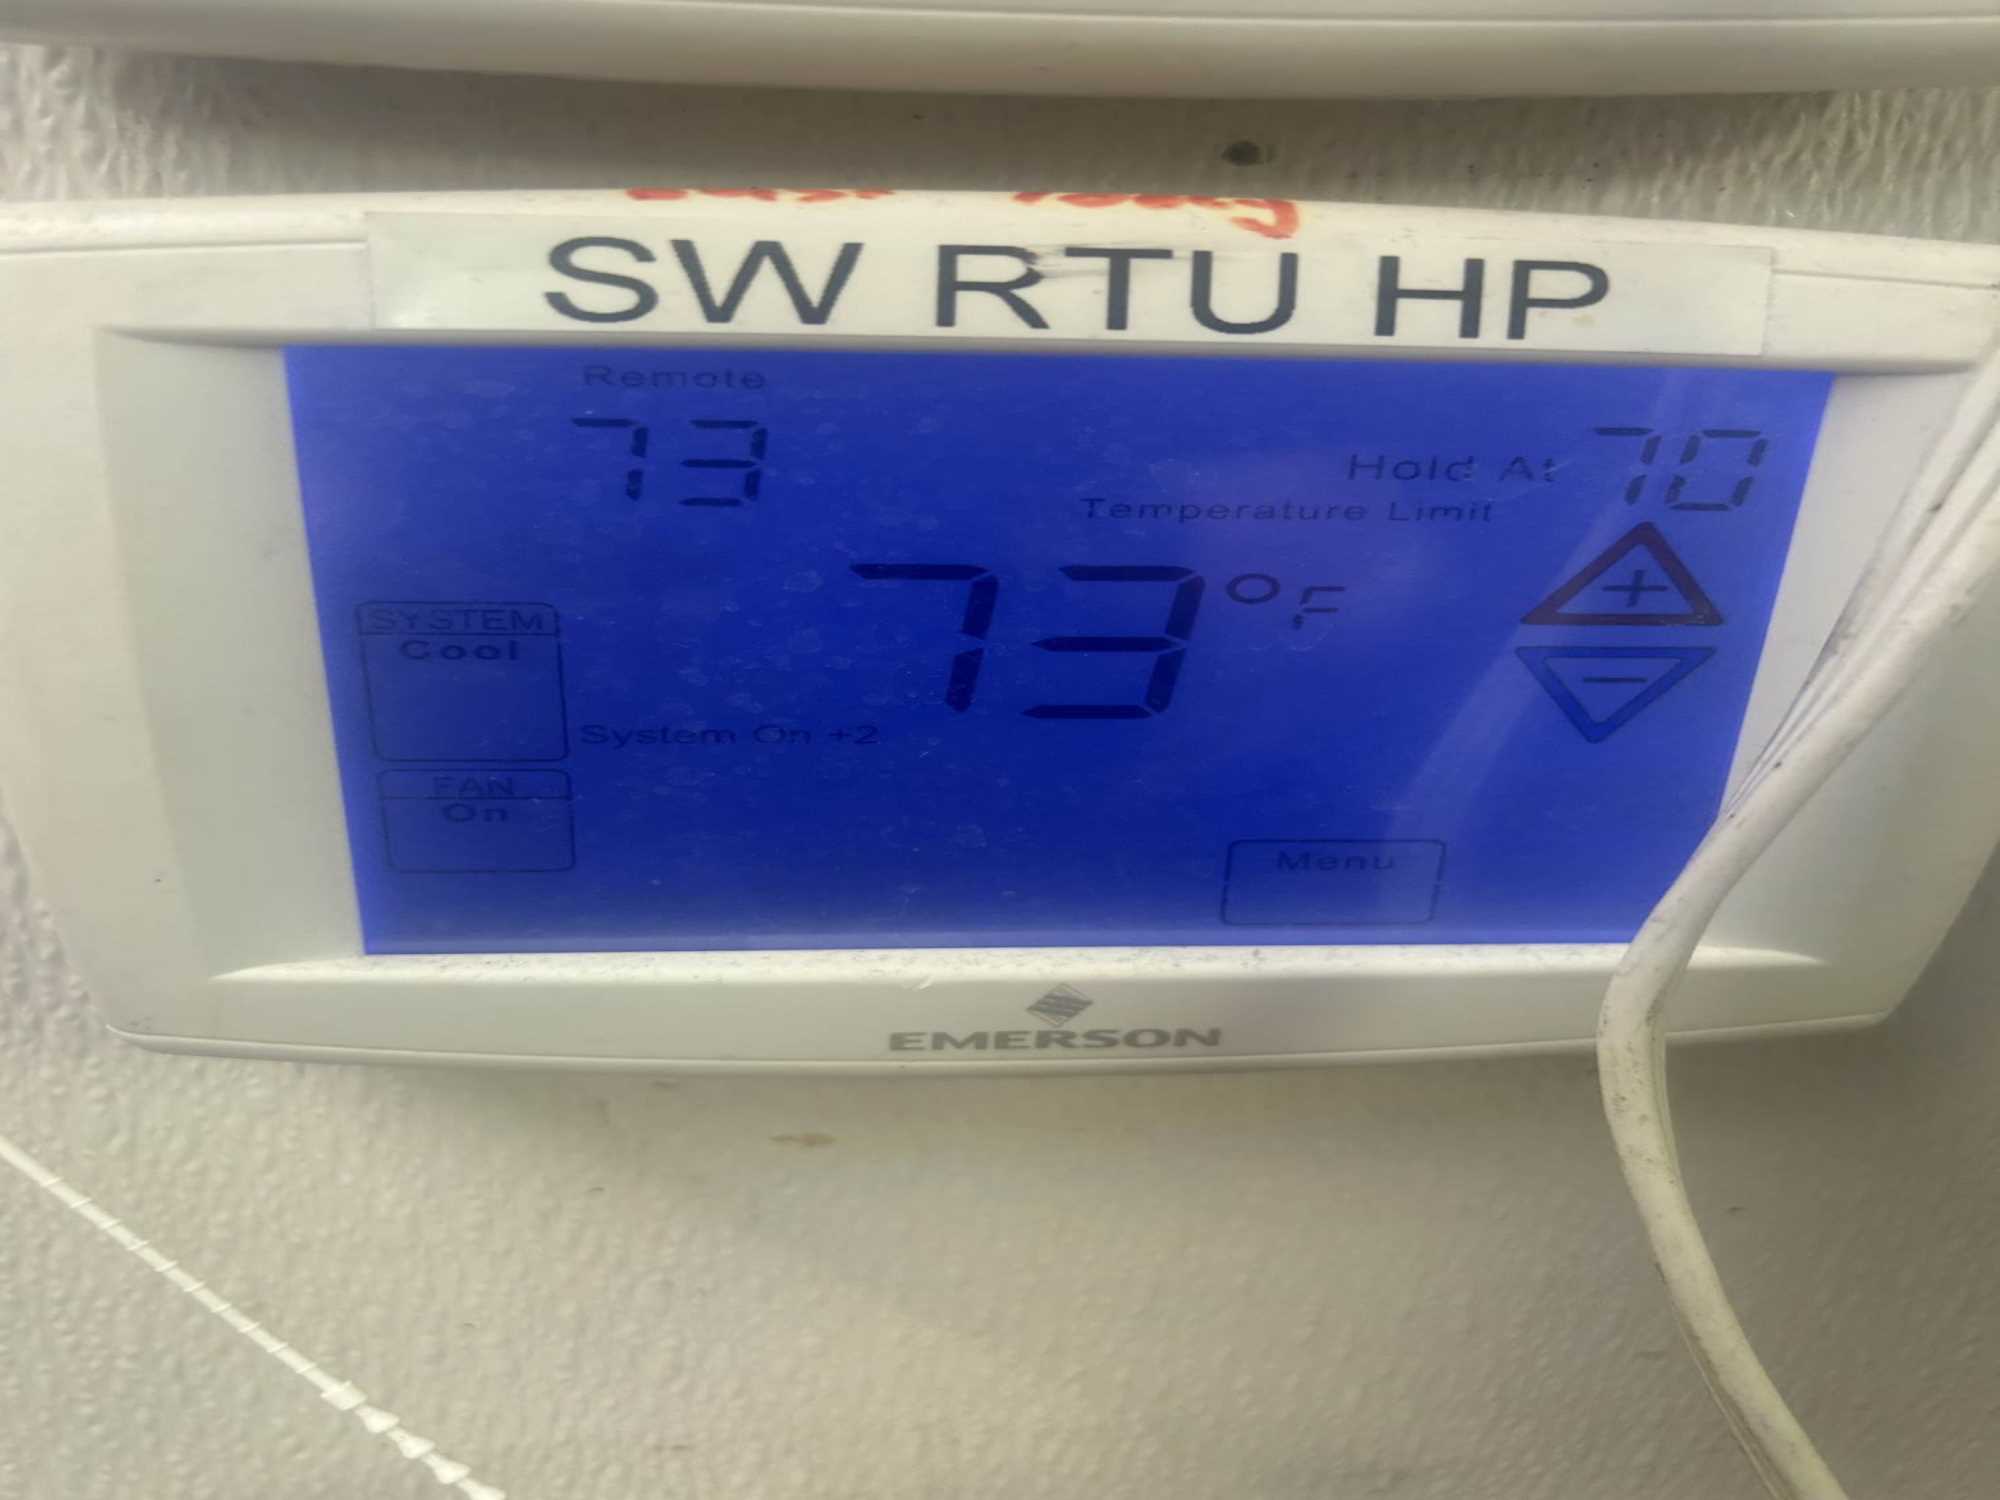 SW RTU HP
Remote
73
Hold At 70
Temperature Limit
73°F
SYSTEM
Cool
System On +2
FAN
On
Menu
EMERSON